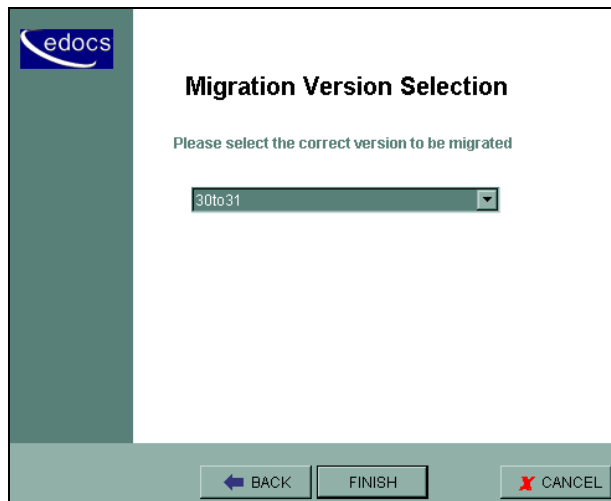 edocs
Migration Version Selection
Please select the correct version to be migrated
30to31
BACK
FINISH
CANCEL